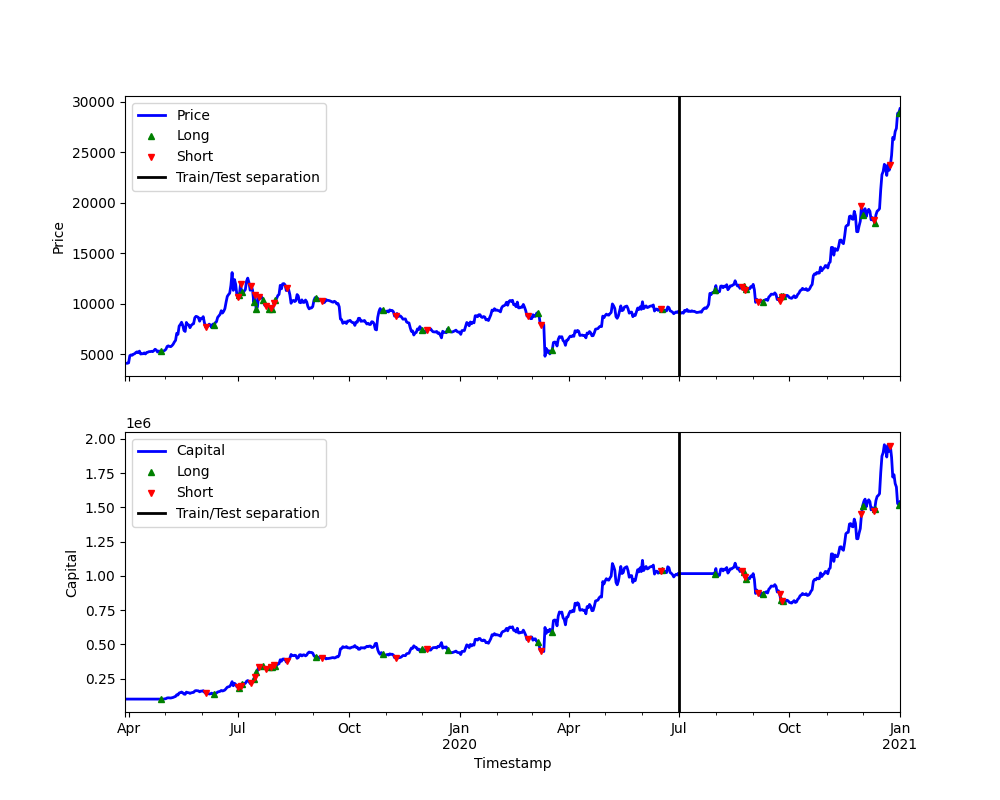 30000
25000
20000
15000
10000
5000
Price
Price
Long
Short
Train/Test separation
1e6
2.00
1.75
1.50
1.25
1.00
0.75
0.50
0.25
Capital
Capital
Long
Short
Train/Test separation
Apr Jul Oct Jan Apr Jul Oct Jan
2020 2021
Timestamp